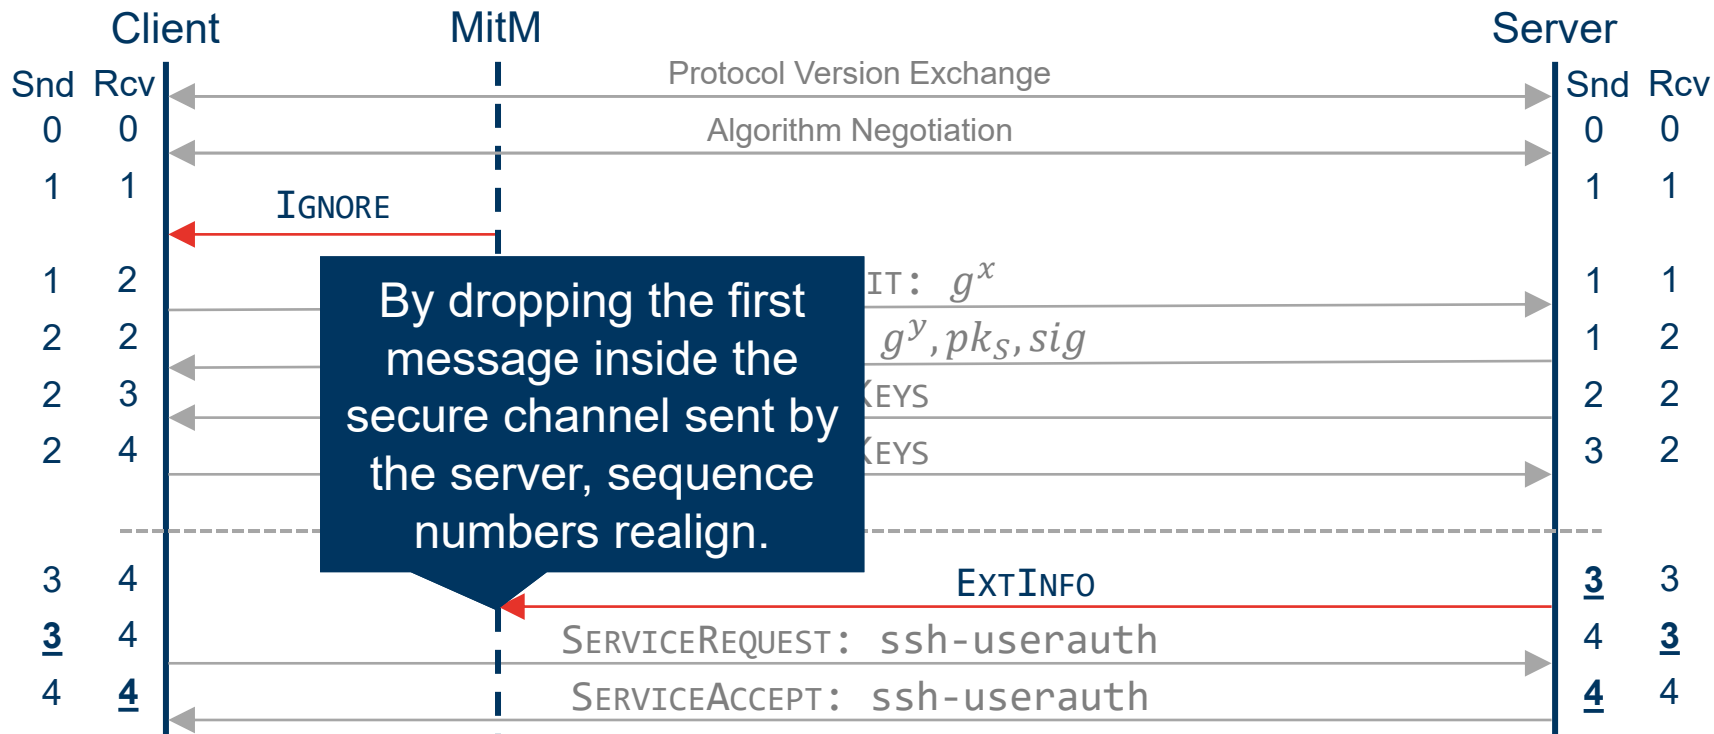 Client MitM Server
Snd Rcv Protocol Version Exchange Snd Rcv
0 0 Algorithm Negotiation 0 0
1 1 1 1
IGNORE
1 2 IT: g^x 1 1
2 2 g^y, pk_S, sig 1 2
2 3 KEYS 2 2
2 4 KEYS 3 2
By dropping the first
message inside the
secure channel sent by
the server, sequence
numbers realign.
3 4 EXTINFO 3 3
3 4 SERVICEREQUEST: ssh-userauth 4 3
4 4 SERVICEACCEPT: ssh-userauth 4 4